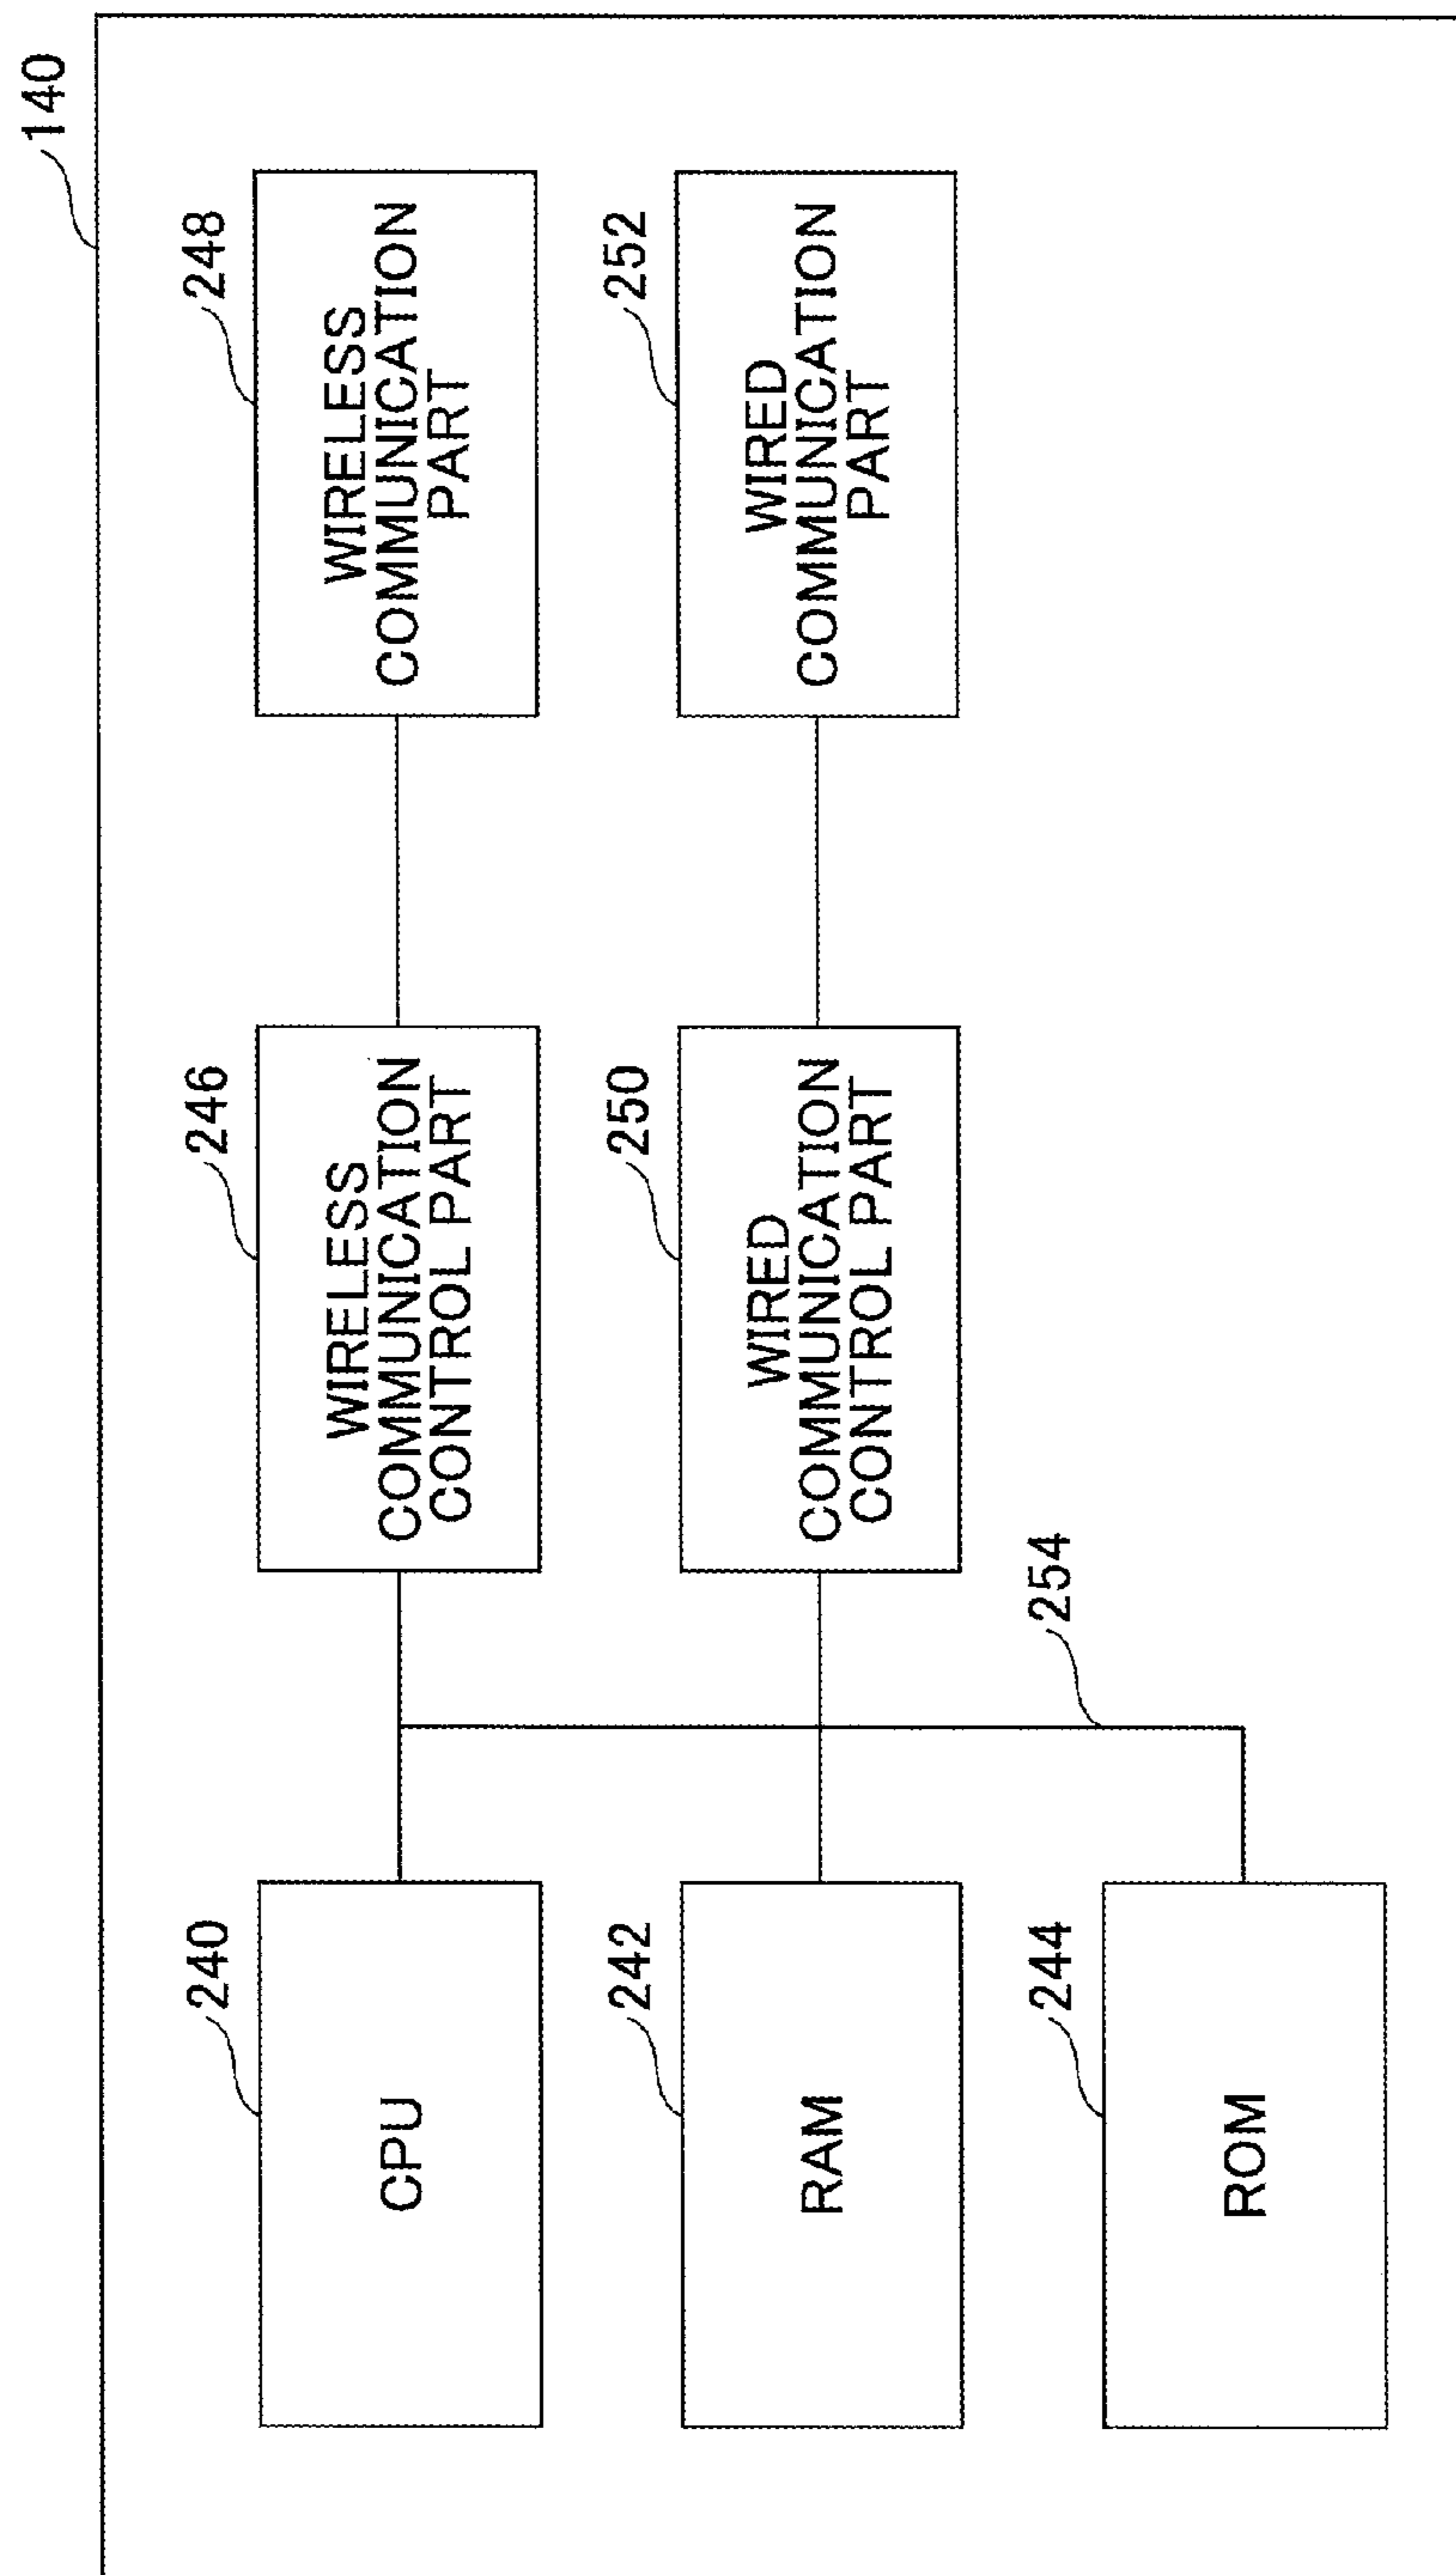 140
240
CPU
246
WIRELESS
COMMUNICATION
CONTROL PART
248
WIRELESS
COMMUNICATION
PART
242
RAM
250
WIRED
COMMUNICATION
CONTROL PART
252
WIRED
COMMUNICATION
PART
244
ROM
254